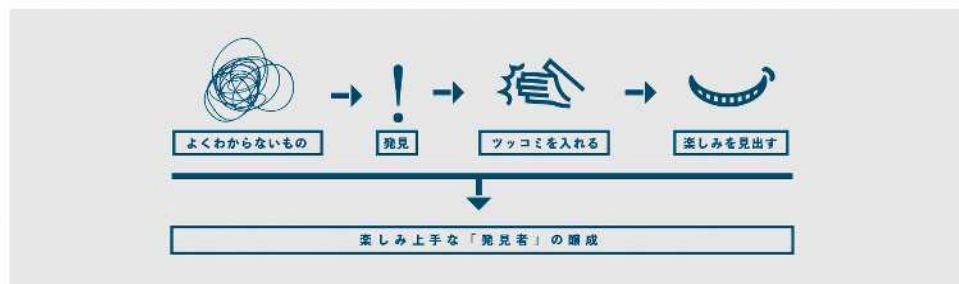 よくわからないもの
発見
ツッコミを入れる
楽しみを見出す
楽しみ上手な「発見者」の醸成